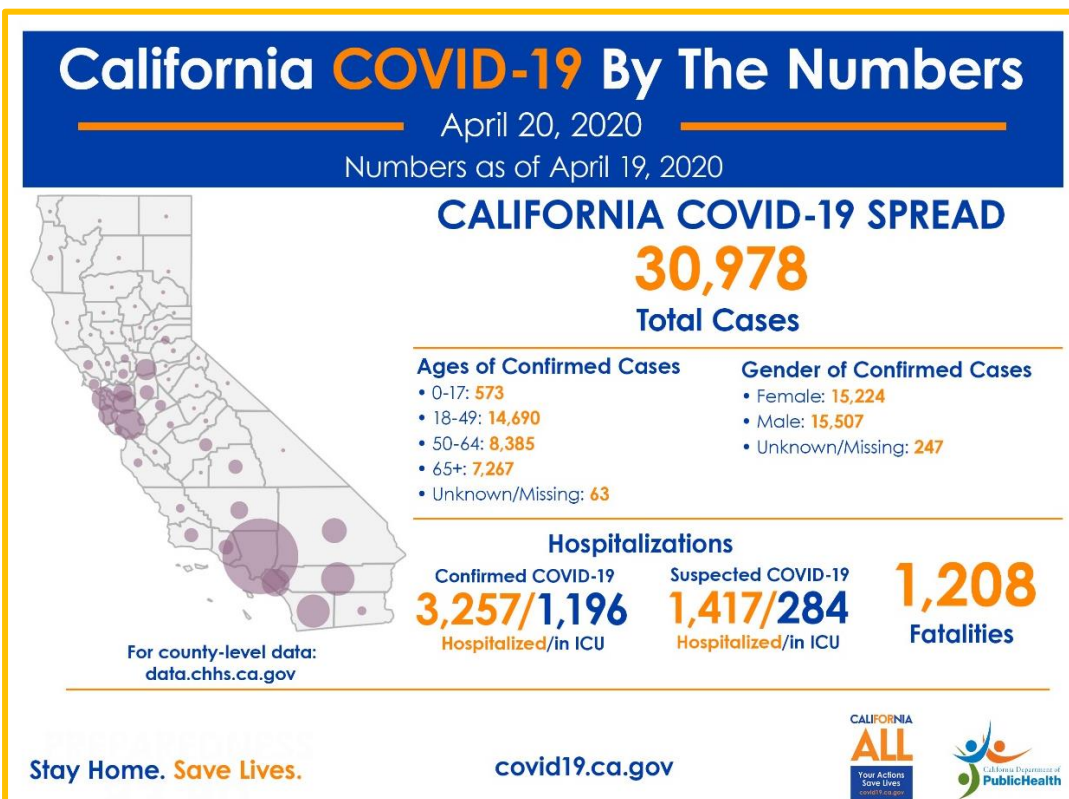 California COVID-19 By The Numbers
April 20, 2020
Numbers as of April 19, 2020
CALIFORNIA COVID-19 SPREAD
30,978
Total Cases
Ages of Confirmed Cases
• 0-17: 573
• 18-49: 14,690
• 50-64: 8,385
• 65+: 7,267
• Unknown/Missing: 63
Gender of Confirmed Cases
• Female: 15,224
• Male: 15,507
• Unknown/Missing: 247
Hospitalizations
Confirmed COVID-19
3,257/1,196
Hospitalized/in ICU
Suspected COVID-19
1,417/284
Hospitalized/in ICU
1,208
Fatalities
For county-level data:
data.chhs.ca.gov
Stay Home. Save Lives.
covid19.ca.gov
CALIFORNIA
ALL
Your Actions
Save Lives
covid19.ca.gov
California Department of
PublicHealth